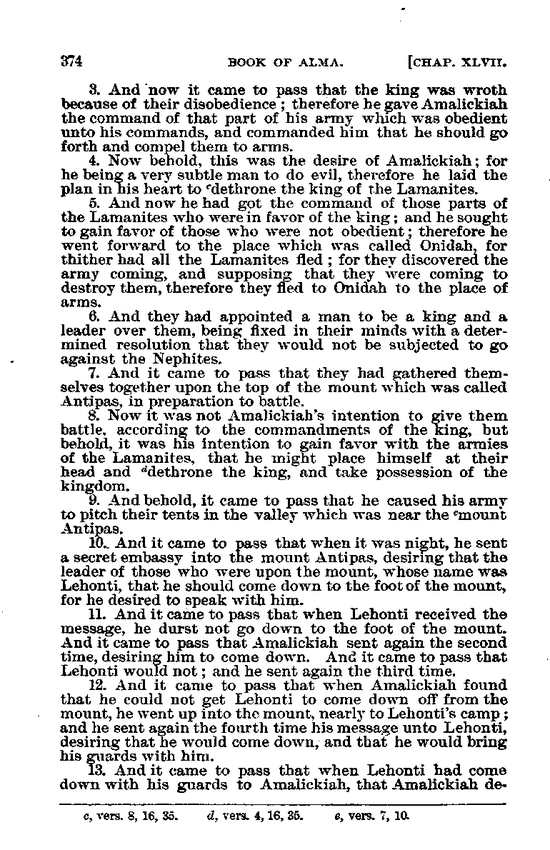 374 BOOK OF ALMA. [CHAP. XLVII.
3. And now it came to pass that the king was wroth
because of their disobedience; therefore he gave Amalickiah
the command of that part of his army which was obedient
unto his commands, and commanded him that he should go
forth and compel them to arms.
4. Now behold, this was the desire of Amalickiah; for
he being a very subtle man to do evil, therefore he laid the
plan in his heart to ᶜdethrone the king of the Lamanites.
5. And now he had got the command of those parts of
the Lamanites who were in favor of the king; and he sought
to gain favor of those who were not obedient; therefore he
went forward to the place which was called Onidah, for
thither had all the Lamanites fled; for they discovered the
army coming, and supposing that they were coming to
destroy them, therefore they fled to Onidah to the place of
arms.
6. And they had appointed a man to be a king and a
leader over them, being fixed in their minds with a deter-
mined resolution that they would not be subjected to go
against the Nephites.
7. And it came to pass that they had gathered them-
selves together upon the top of the mount which was called
Antipas, in preparation to battle.
8. Now it was not Amalickiah's intention to give them
battle, according to the commandments of the king, but
behold, it was his intention to gain favor with the armies
of the Lamanites, that he might place himself at their
head and ᵈdethrone the king, and take possession of the
kingdom.
9. And behold, it came to pass that he caused his army
to pitch their tents in the valley which was near the ᵉmount
Antipas.
10. And it came to pass that when it was night, he sent
a secret embassy into the mount Antipas, desiring that the
leader of those who were upon the mount, whose name was
Lehonti, that he should come down to the foot of the mount,
for he desired to speak with him.
11. And it came to pass that when Lehonti received the
message, he durst not go down to the foot of the mount.
And it came to pass that Amalickiah sent again the second
time, desiring him to come down. And it came to pass that
Lehonti would not; and he sent again the third time.
12. And it came to pass that when Amalickiah found
that he could not get Lehonti to come down off from the
mount, he went up into the mount, nearly to Lehonti's camp;
and he sent again the fourth time his message unto Lehonti,
desiring that he would come down, and that he would bring
his guards with him.
13. And it came to pass that when Lehonti had come
down with his guards to Amalickiah, that Amalickiah de-
c, vers. 8, 16, 35. d, vers. 4, 16, 35. e, vers. 7, 10.